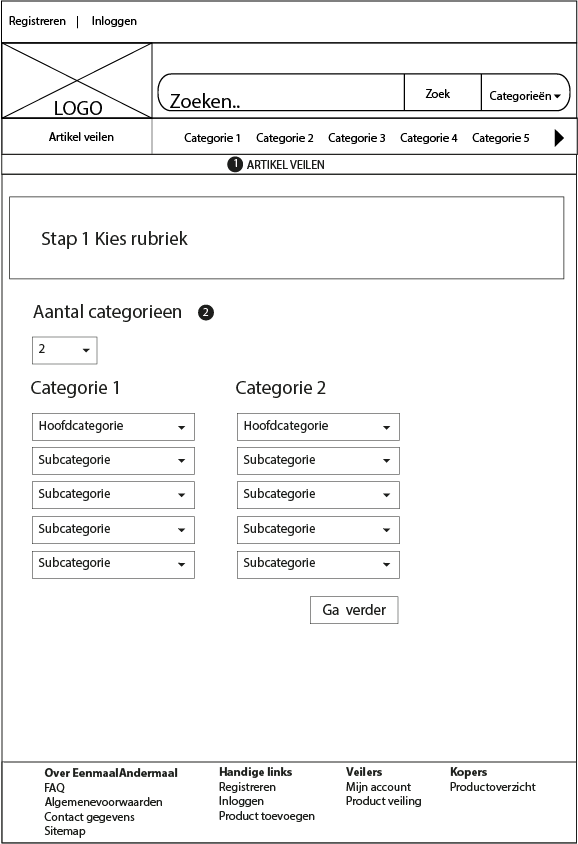 Registreren | Inloggen
LOGO
Zoeken..
Zoek
Categorieën
Artikel veilen
Categorie 1 Categorie 2 Categorie 3 Categorie 4 Categorie 5
1 ARTIKEL VEILEN
Stap 1 Kies rubriek
Aantal categorieen 2
2
Categorie 1
Hoofdcategorie
Subcategorie
Subcategorie
Subcategorie
Subcategorie
Categorie 2
Hoofdcategorie
Subcategorie
Subcategorie
Subcategorie
Subcategorie
Ga verder
Over EenmaalAndermaal
FAQ
Algemenevoorwaarden
Contact gegevens
Sitemap
Handige links
Registreren
Inloggen
Product toevoegen
Veilers
Mijn account
Product veiling
Kopers
Productoverzicht